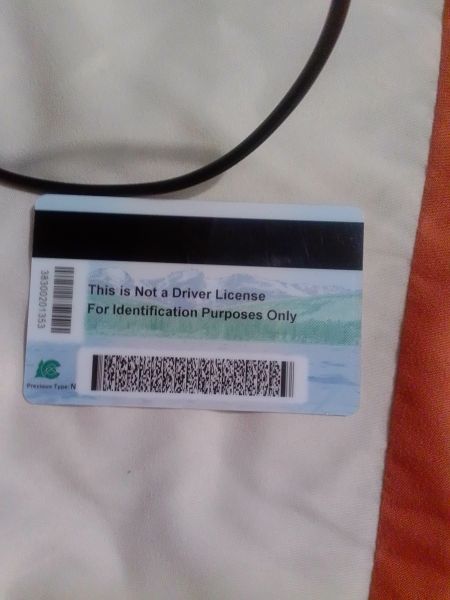 This is Not a Driver License
For Identification Purposes Only
38300201353
Previous Type: N